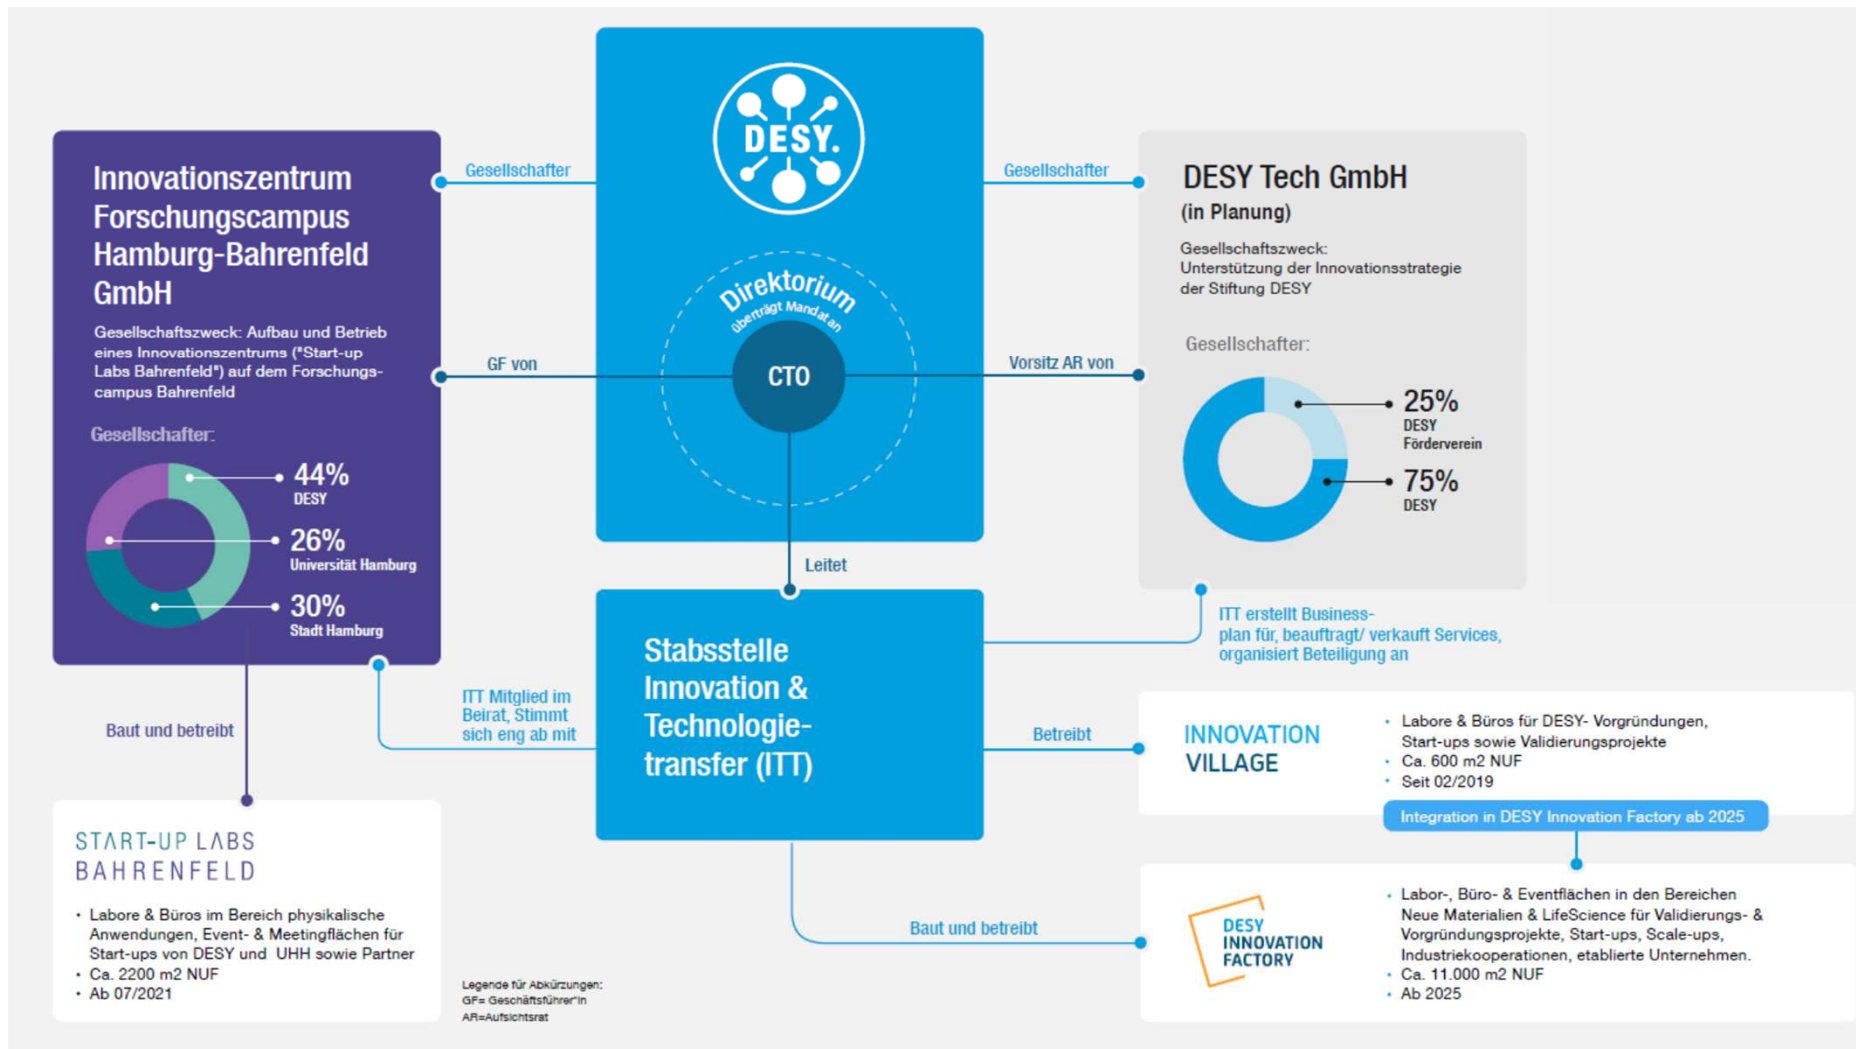 DESY.
Direktorium
überträgt Mandat an
CTO
Gesellschafter
Gesellschafter
GF von
Vorsitz AR von
Leitet
Innovationszentrum
Forschungscampus
Hamburg-Bahrenfeld
GmbH
Gesellschaftszweck: Aufbau und Betrieb
eines Innovationszentrums ("Start-up
Labs Bahrenfeld") auf dem Forschungs-
campus Bahrenfeld
Gesellschafter:
44%
DESY
26%
Universität Hamburg
30%
Stadt Hamburg
DESY Tech GmbH
(in Planung)
Gesellschaftszweck:
Unterstützung der Innovationsstrategie
der Stiftung DESY
Gesellschafter:
25%
DESY
Förderverein
75%
DESY
Stabsstelle
Innovation &
Technologie-
transfer (ITT)
ITT erstellt Business-
plan für, beauftragt/ verkauft Services,
organisiert Beteiligung an
ITT Mitglied im
Beirat, Stimmt
sich eng ab mit
Baut und betreibt
Betreibt
Baut und betreibt
START-UP LABS
BAHRENFELD
• Labore & Büros im Bereich physikalische
Anwendungen, Event- & Meetingflächen für
Start-ups von DESY und UHH sowie Partner
• Ca. 2200 m2 NUF
• Ab 07/2021
INNOVATION
VILLAGE
• Labore & Büros für DESY- Vorgründungen,
Start-ups sowie Validierungsprojekte
• Ca. 600 m2 NUF
• Seit 02/2019
Integration in DESY Innovation Factory ab 2025
DESY
INNOVATION
FACTORY
• Labor-, Büro- & Eventflächen in den Bereichen
Neue Materialien & LifeScience für Validierungs- &
Vorgründungsprojekte, Start-ups, Scale-ups,
Industriekooperationen, etablierte Unternehmen.
• Ca. 11.000 m2 NUF
• Ab 2025
Legende für Abkürzungen:
GF= Geschäftsführer*in
AR=Aufsichtsrat